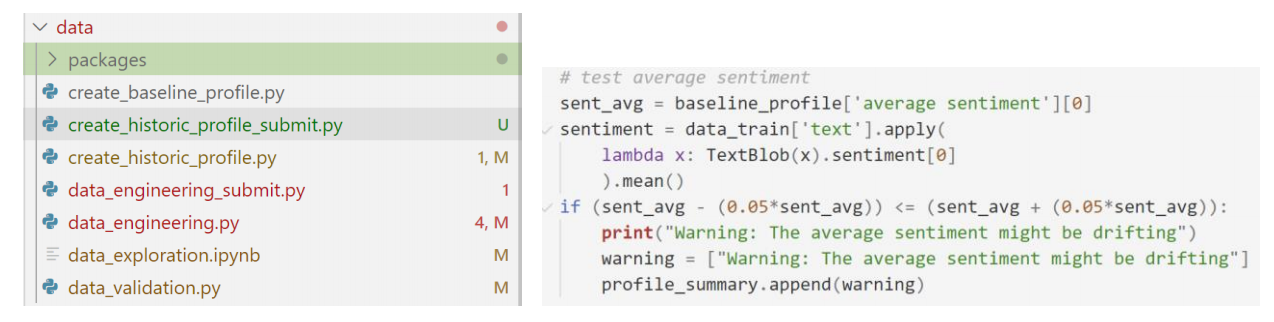 data
packages
create_baseline_profile.py
create_historic_profile_submit.py U
create_historic_profile.py 1, M
data_engineering_submit.py 1
data_engineering.py 4, M
data_exploration.ipynb M
data_validation.py M
# test average sentiment
sent_avg = baseline_profile['average sentiment'][0]
sentiment = data_train['text'].apply(
lambda x: TextBlob(x).sentiment[0]
).mean()
if (sent_avg - (0.05*sent_avg)) <= (sent_avg + (0.05*sent_avg)):
print("Warning: The average sentiment might be drifting")
warning = ["Warning: The average sentiment might be drifting"]
profile_summary.append(warning)